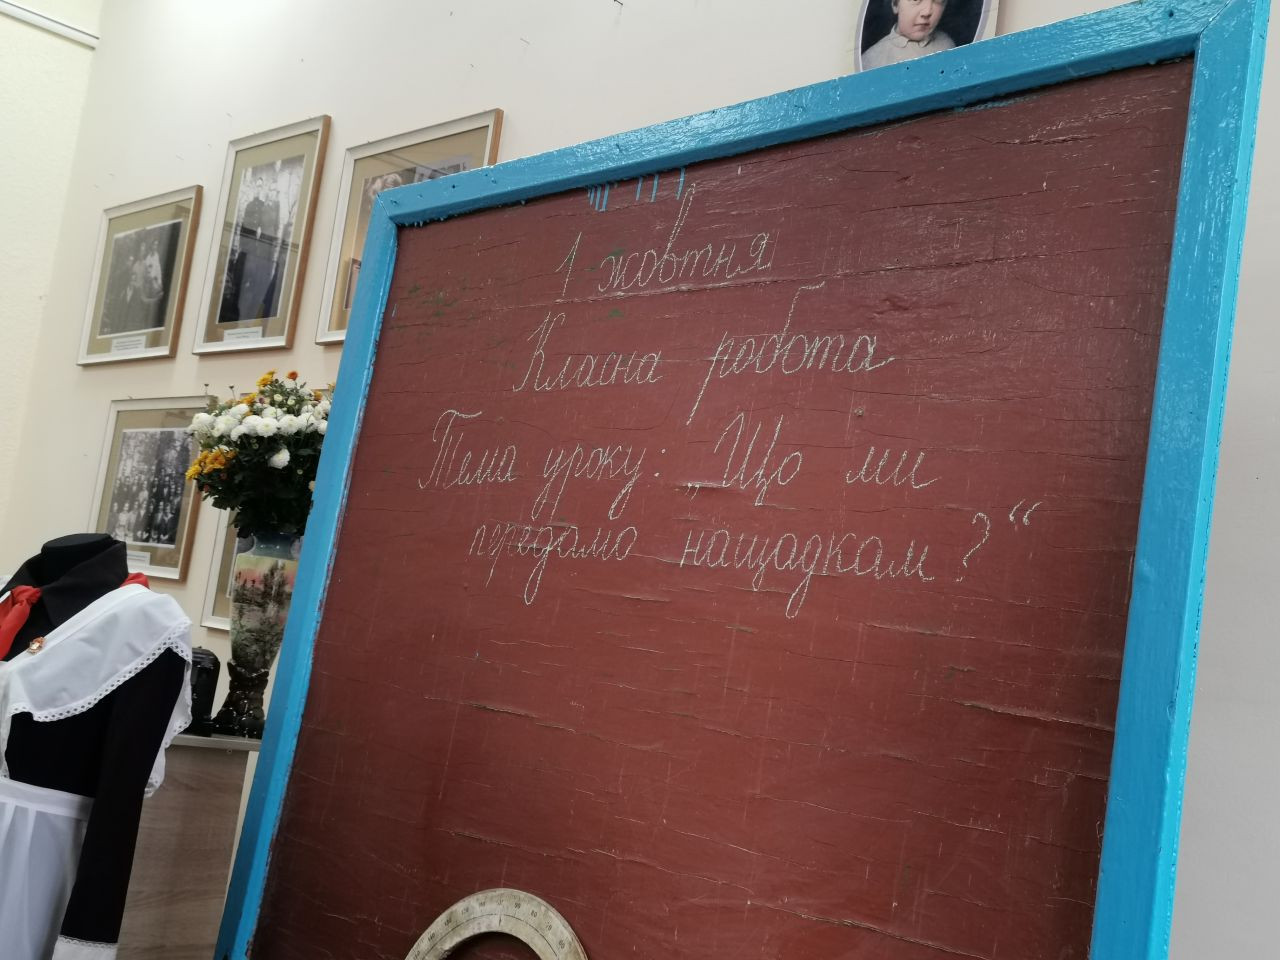 1 жовтня
Класна робота
Тема уроку: „Що ми
передамо нащадкам?“